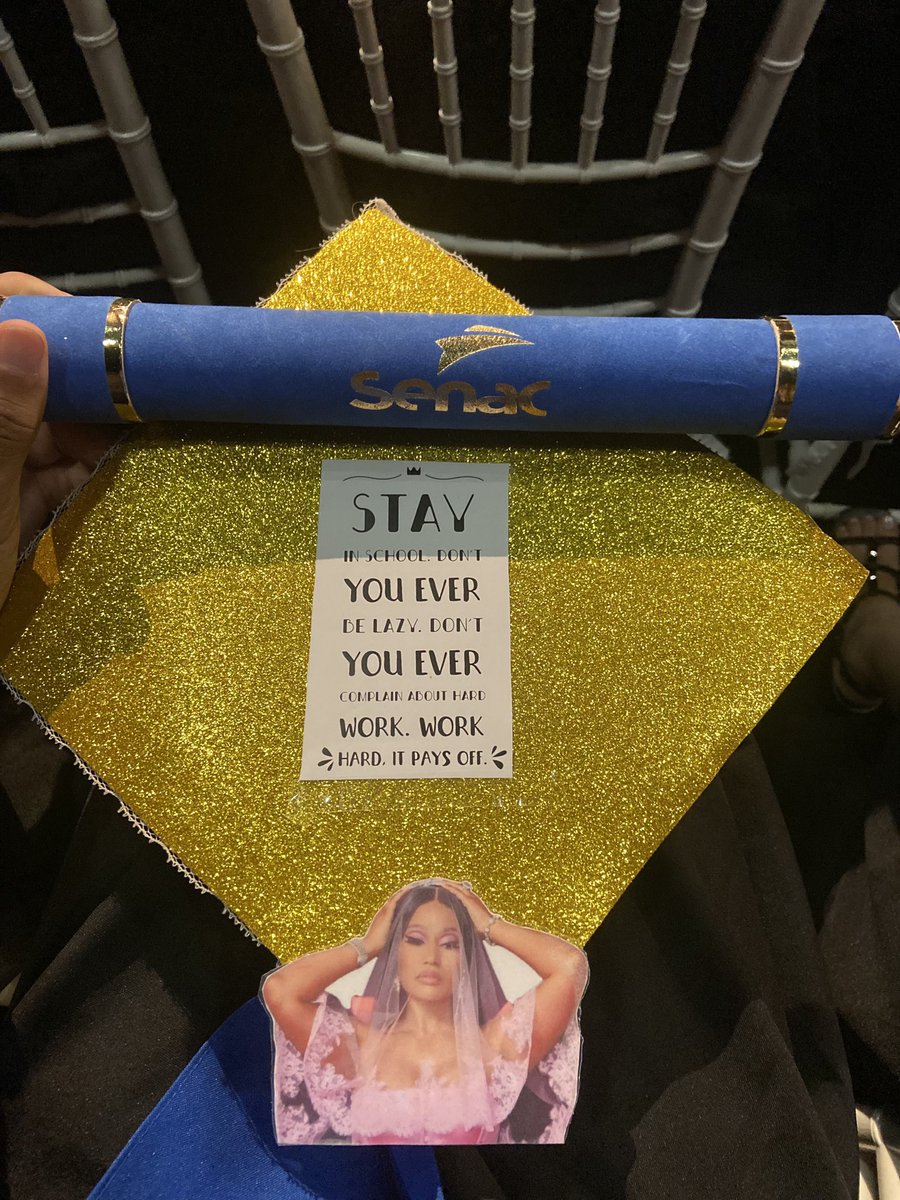 Senac
STAY
IN SCHOOL. DON'T
YOU EVER
BE LAZY. DON'T
YOU EVER
COMPLAIN ABOUT HARD
WORK. WORK
HARD, IT PAYS OFF.